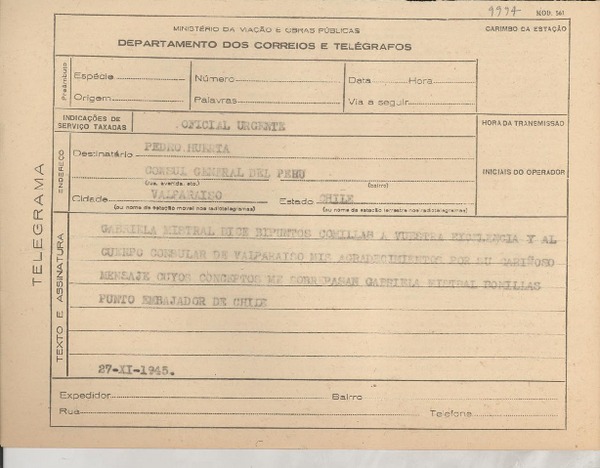 9994 MOD. 561
MINISTÉRIO DA VIAÇÃO E OBRAS PÚBLICAS
DEPARTAMENTO DOS CORREIOS E TELÉGRAFOS
CARIMBO DA ESTAÇÃO
Preâmbulo
Espécie Número Data Hora
Origem Palavras Via a seguir
INDICAÇÕES DE SERVIÇO TAXADAS
OFICIAL URGENTE
HORA DA TRANSMISSÃO
ENDEREÇO
Destinatário PEDRO HUERTA
CONSUL GENERAL DEL PERU
(rua, avenida, etc.) (bairro)
INICIAIS DO OPERADOR
Cidade VALPARAISO Estado CHILE
(ou nome da estação movel nos radiotelegramas) (ou nome da estação terrestre nos radiotelegramas)
TELEGRAMA
TEXTO E ASSINATURA
GABRIELA MISTRAL DICE BIPUNTOS COMILLAS A VUESTRA EXCELENCIA Y AL
CUERPO CONSULAR DE VALPARAISO MIS AGRADECIMIENTOS POR SU CARIÑOSO
MENSAJE CUYOS CONCEPTOS ME SOBREPASAN GABRIELA MISTRAL COMILLAS
PUNTO EMBAJADOR DE CHILE
27-XI-1945.
Expedidor Bairro
Rua Telefone